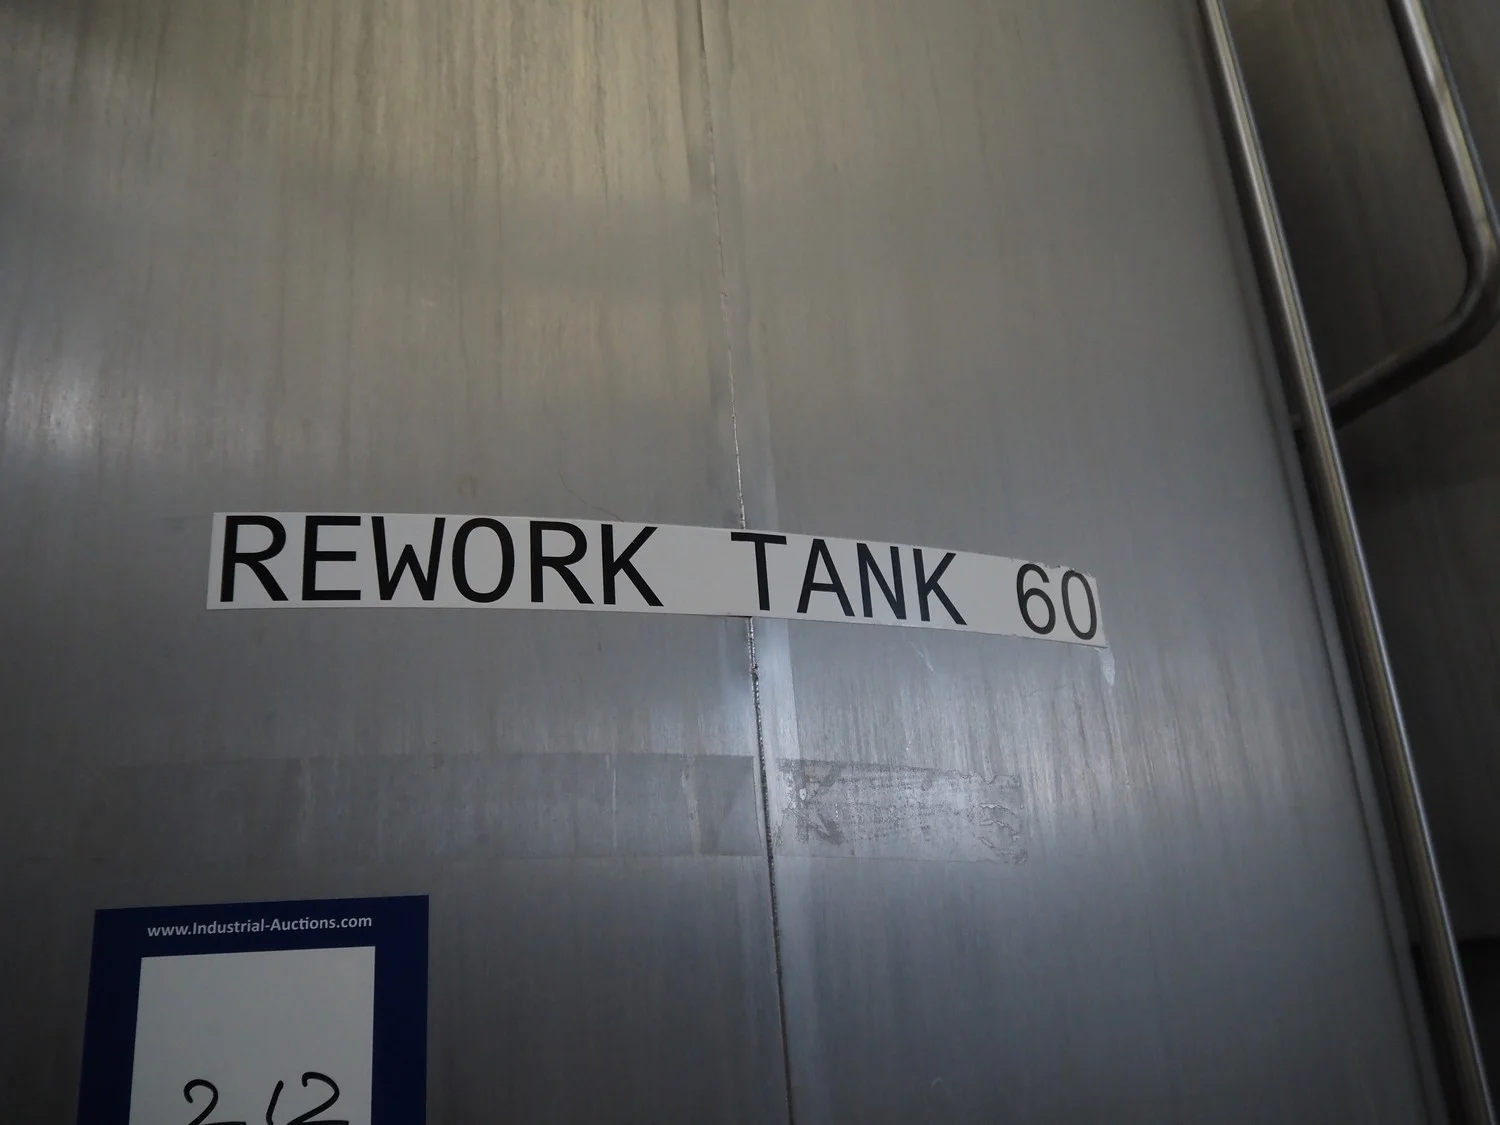 REWORK TANK 60
www.Industrial-Auctions.com
212